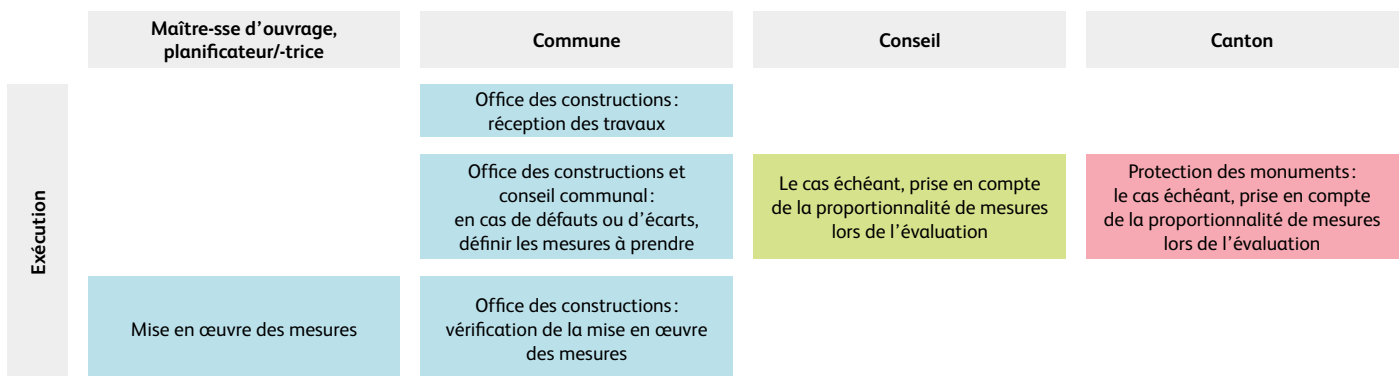 Maître-sse d'ouvrage,
planificateur/-trice
Commune
Conseil
Canton
Exécution
Office des constructions :
réception des travaux
Office des constructions et
conseil communal :
en cas de défauts ou d'écarts,
définir les mesures à prendre
Le cas échéant, prise en compte
de la proportionnalité de mesures
lors de l'évaluation
Protection des monuments :
le cas échéant, prise en compte
de la proportionnalité de mesures
lors de l'évaluation
Mise en œuvre des mesures
Office des constructions :
vérification de la mise en œuvre
des mesures